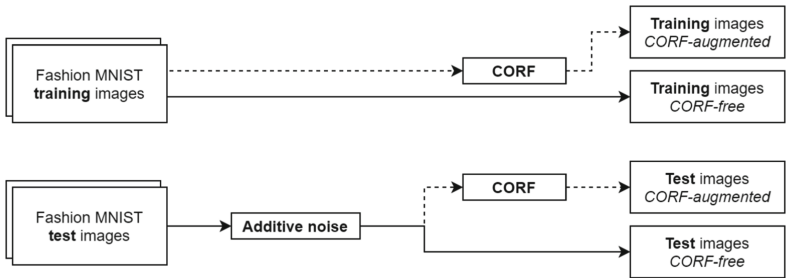 Training images
CORF-augmented
Fashion MNIST
training images
CORF
Training images
CORF-free
Test images
CORF-augmented
CORF
Fashion MNIST
test images
Additive noise
Test images
CORF-free